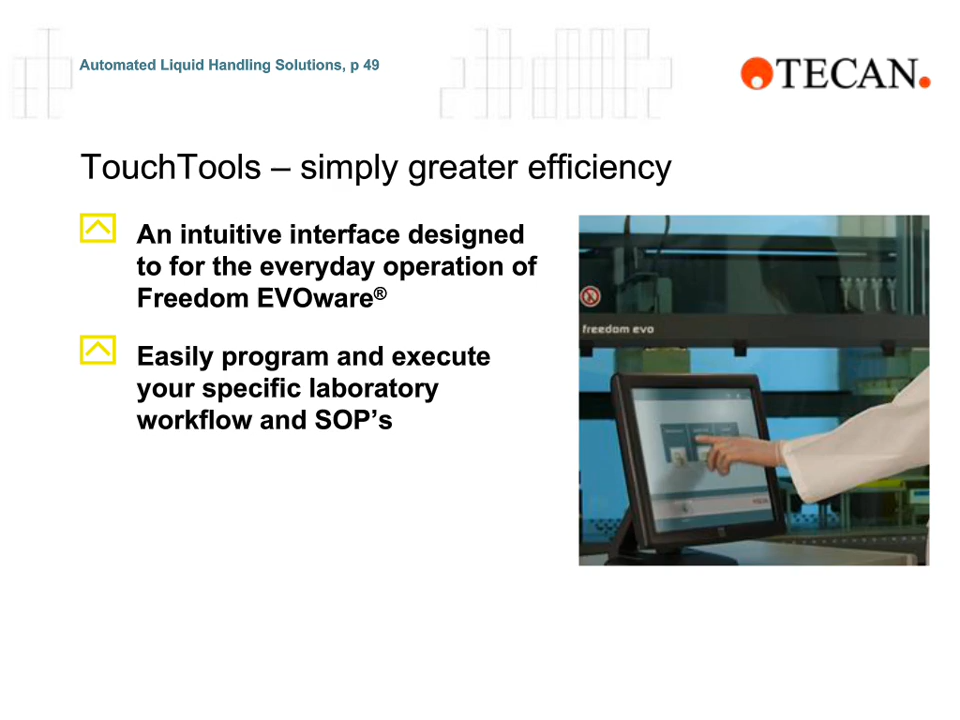 Automated Liquid Handling Solutions, p 49
TECAN.
TouchTools – simply greater efficiency
An intuitive interface designed
to for the everyday operation of
Freedom EVOware®
freedom evo
Easily program and execute
your specific laboratory
workflow and SOP’s